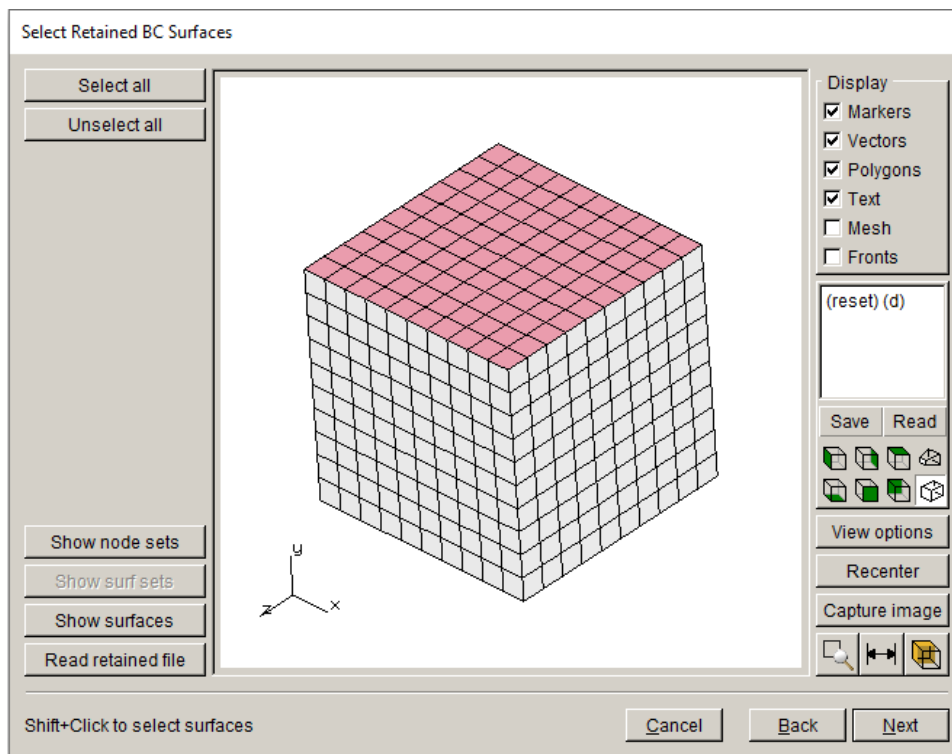 Select Retained BC Surfaces
Select all
Unselect all
Show node sets
Show surf sets
Show surfaces
Read retained file
y
z
x
Display
Markers
Vectors
Polygons
Text
Mesh
Fronts
(reset) (d)
Save Read
View options
Recenter
Capture image
Shift+Click to select surfaces
Cancel Back Next